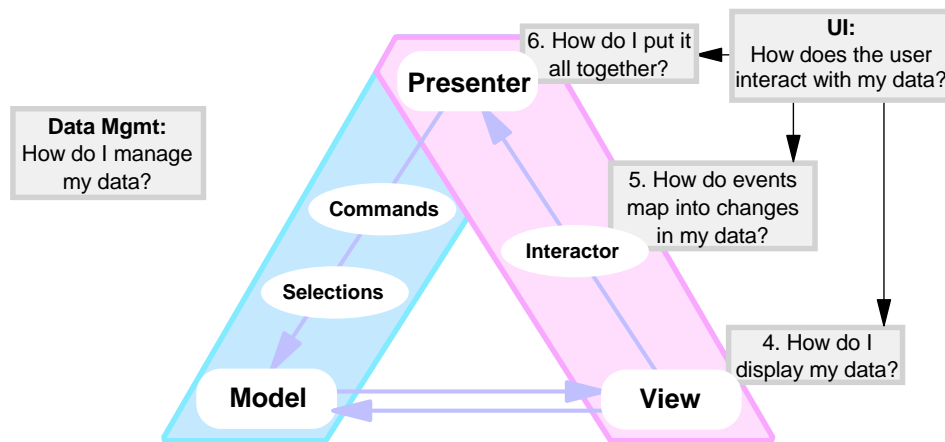 6. How do I put it
all together?
UI:
How does the user
interact with my data?
Presenter
Data Mgmt:
How do I manage
my data?
5. How do events
map into changes
in my data?
Commands
Interactor
Selections
4. How do I
display my data?
Model
View